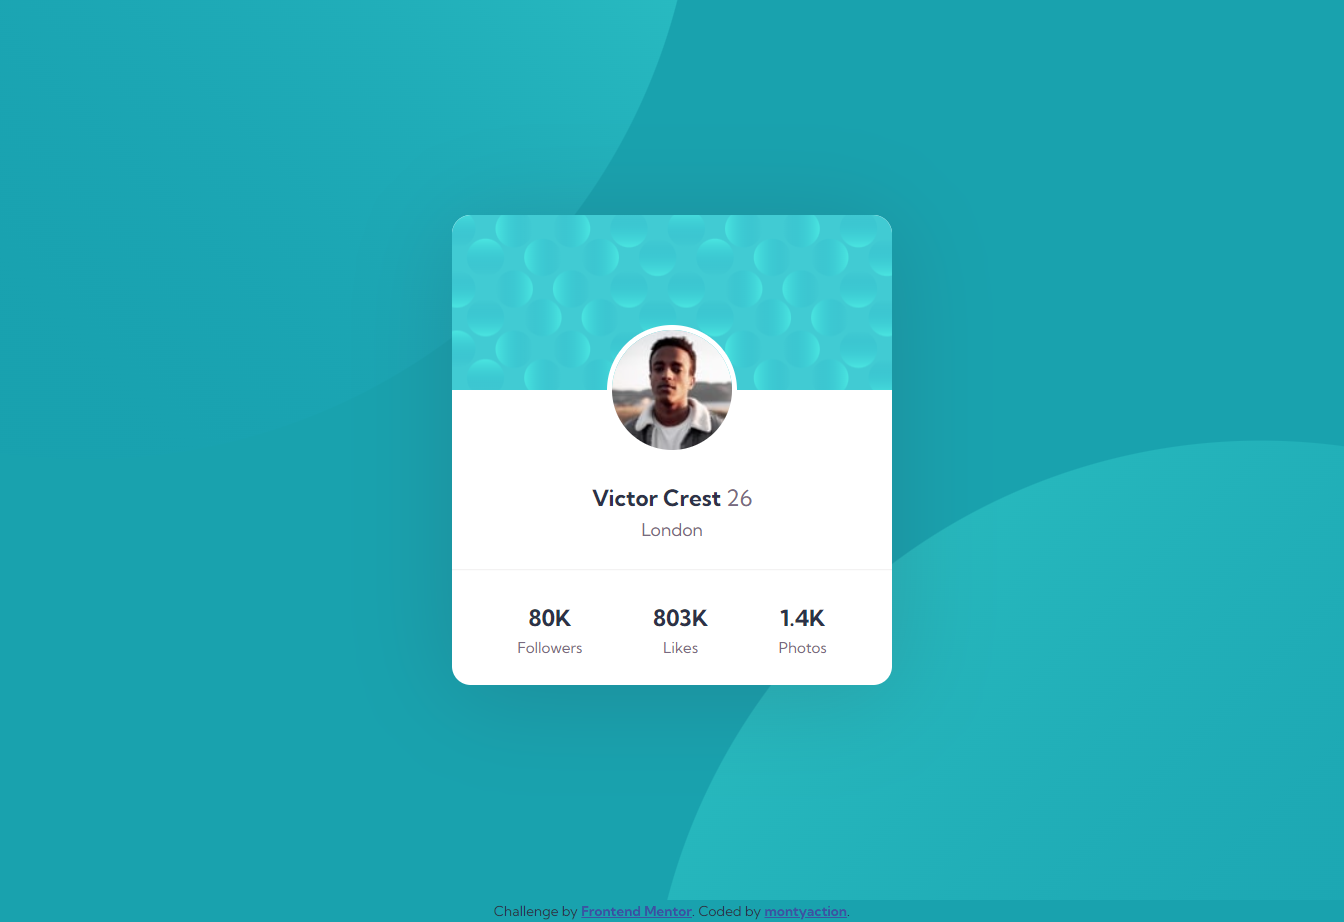 Victor Crest 26
London
80K 803K 1.4K
Followers Likes Photos
Challenge by Frontend Mentor. Coded by montyaction.